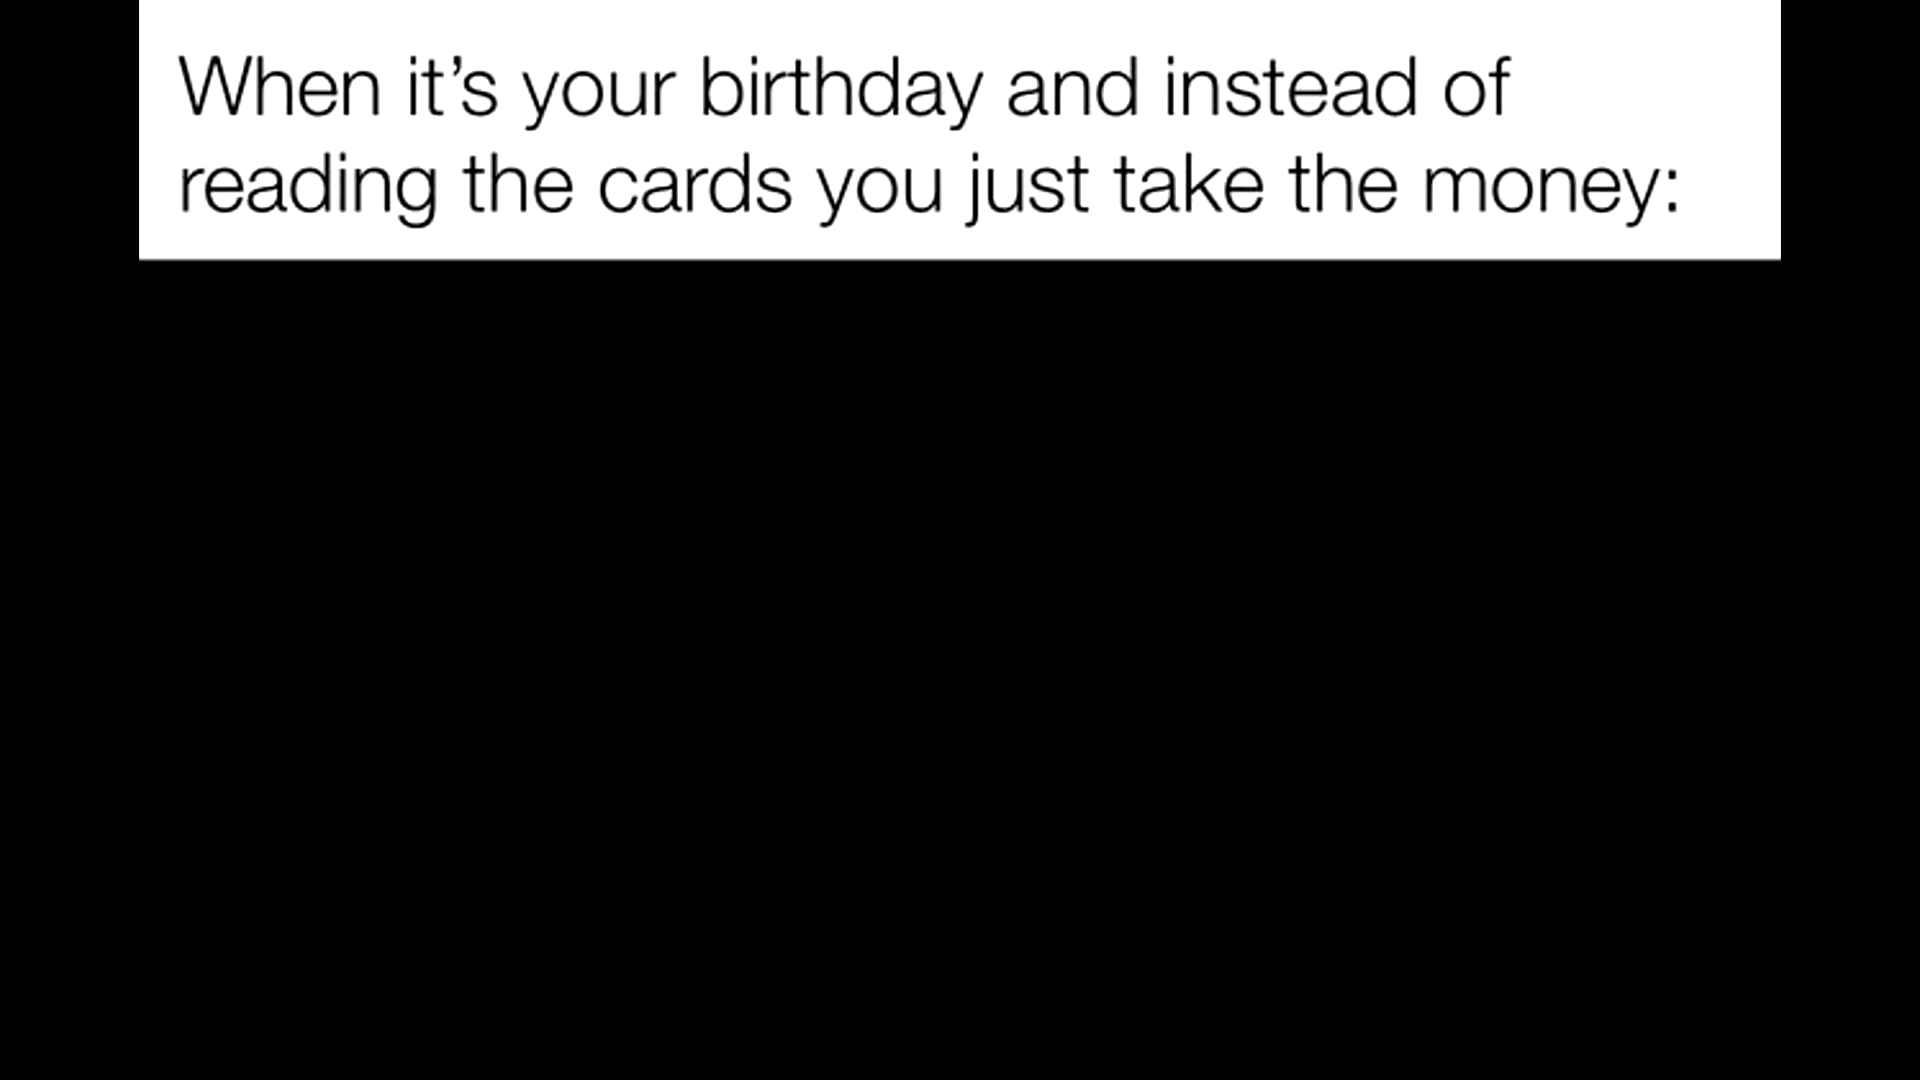 When it’s your birthday and instead of
reading the cards you just take the money: